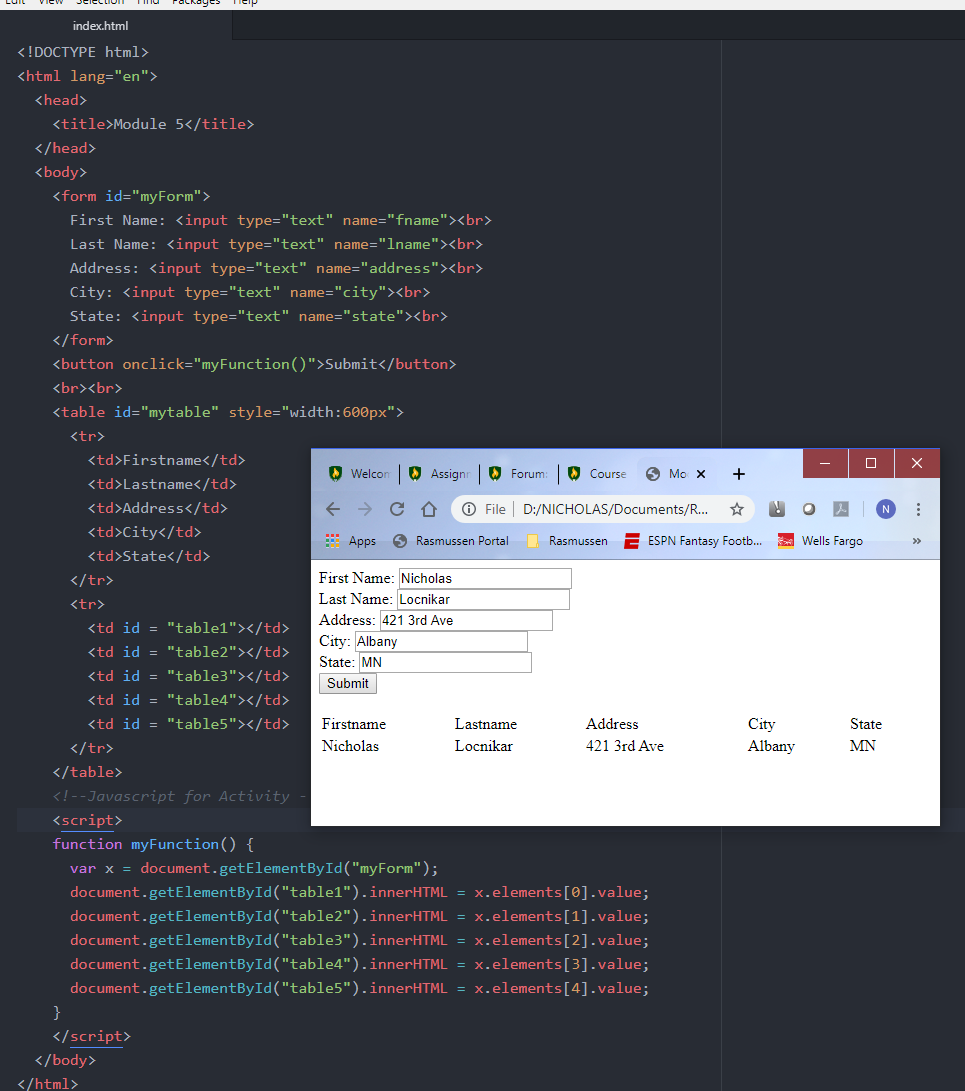 Edit View Selection Find Packages Help
index.html
<!DOCTYPE html>
<html lang="en">
<head>
<title>Module 5</title>
</head>
<body>
<form id="myForm">
First Name: <input type="text" name="fname"><br>
Last Name: <input type="text" name="lname"><br>
Address: <input type="text" name="address"><br>
City: <input type="text" name="city"><br>
State: <input type="text" name="state"><br>
</form>
<button onclick="myFunction()">Submit</button>
<br><br>
<table id="mytable" style="width:600px">
<tr>
<td>Firstname</td>
<td>Lastname</td>
<td>Address</td>
<td>City</td>
<td>State</td>
</tr>
<tr>
<td id = "table1"></td>
<td id = "table2"></td>
<td id = "table3"></td>
<td id = "table4"></td>
<td id = "table5"></td>
</tr>
</table>
<!--Javascript for Activity -
<script>
function myFunction() {
var x = document.getElementById("myForm");
document.getElementById("table1").innerHTML = x.elements[0].value;
document.getElementById("table2").innerHTML = x.elements[1].value;
document.getElementById("table3").innerHTML = x.elements[2].value;
document.getElementById("table4").innerHTML = x.elements[3].value;
document.getElementById("table5").innerHTML = x.elements[4].value;
}
</script>
</body>
</html>
Welcon Assignr Forum: Course Mo
File D:/NICHOLAS/Documents/R... N
Apps Rasmussen Portal Rasmussen ESPN Fantasy Footb... Wells Fargo »
First Name: Nicholas
Last Name: Locnikar
Address: 421 3rd Ave
City: Albany
State: MN
Submit
Firstname Lastname Address City State
Nicholas Locnikar 421 3rd Ave Albany MN